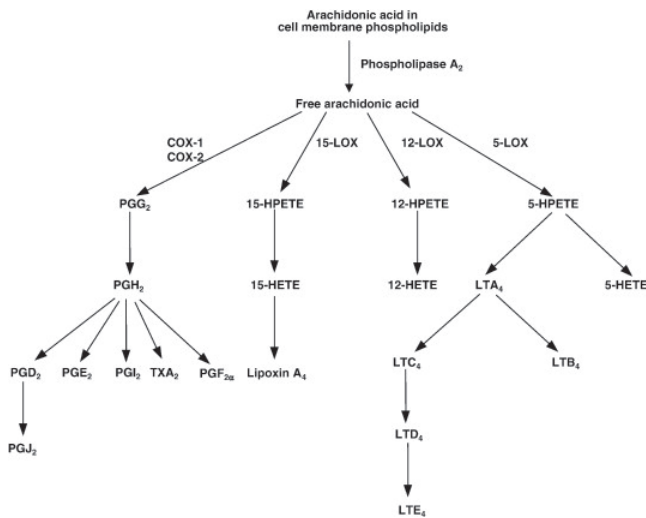 Arachidonic acid in
cell membrane phospholipids
Phospholipase A₂
Free arachidonic acid
COX-1
COX-2
15-LOX
12-LOX
5-LOX
PGG₂
15-HPETE
12-HPETE
5-HPETE
PGH₂
15-HETE
12-HETE
LTA₄
5-HETE
PGD₂
PGE₂
PGI₂
TXA₂
PGF₂α
Lipoxin A₄
LTC₄
LTB₄
PGJ₂
LTD₄
LTE₄